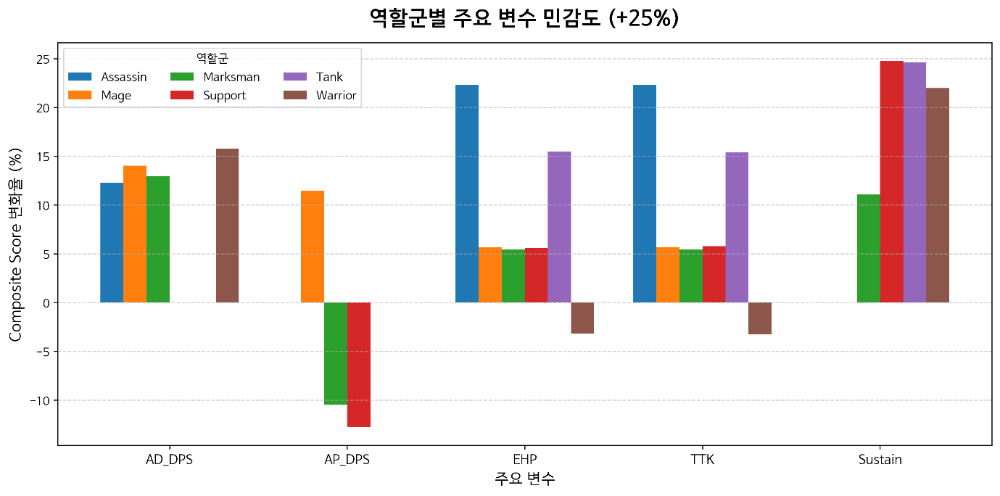 역할군별 주요 변수 민감도 (+25%)
역할군
Assassin Marksman Tank
Mage Support Warrior
Composite Score 변화율 (%)
25
20
15
10
5
0
−5
−10
AD_DPS AP_DPS EHP TTK Sustain
주요 변수